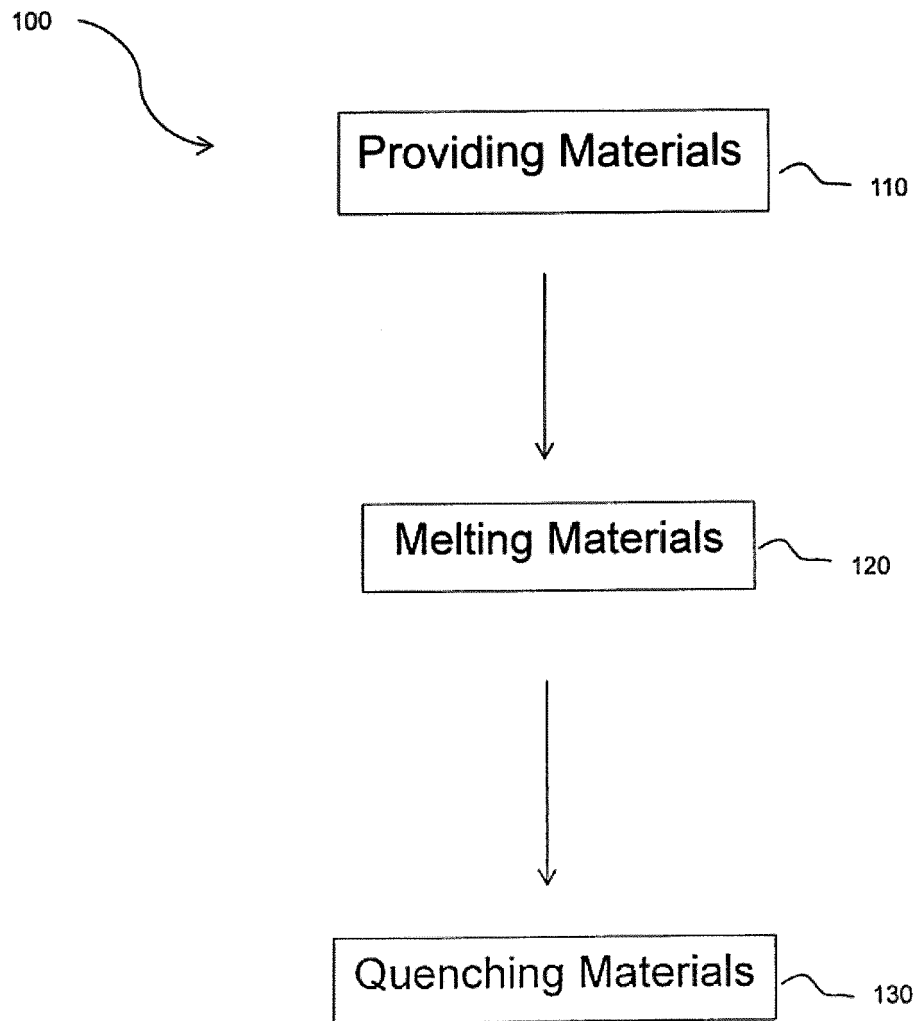 100
Providing Materials
110
Melting Materials
120
Quenching Materials
130